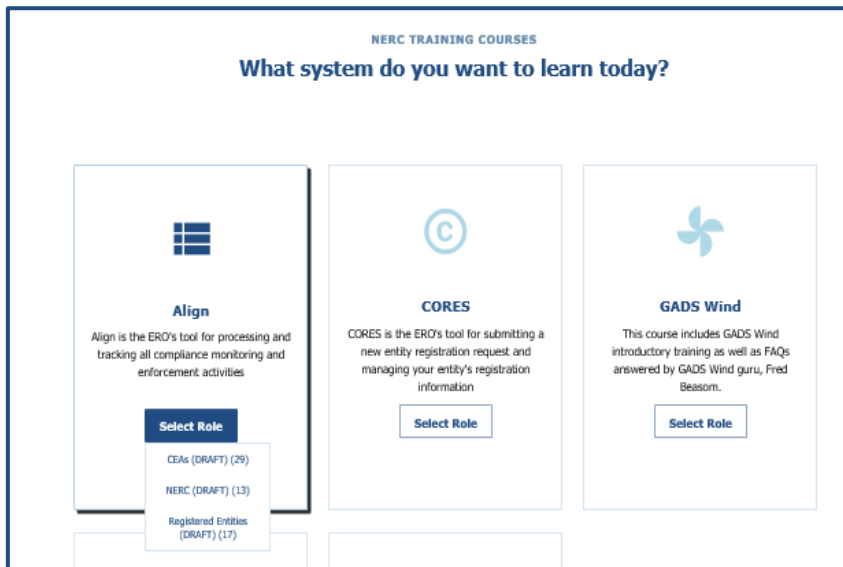 NERC TRAINING COURSES
What system do you want to learn today?
Align
Align is the ERO's tool for processing and
tracking all compliance monitoring and
enforcement activities
Select Role
CEAs (DRAFT) (29)
NERC (DRAFT) (13)
Registered Entities
(DRAFT) (17)
©
CORES
CORES is the ERO's tool for submitting a
new entity registration request and
managing your entity's registration
information
Select Role
GADS Wind
This course includes GADS Wind
introductory training as well as FAQs
answered by GADS Wind guru, Fred
Beasom.
Select Role